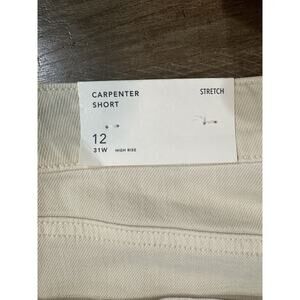 CARPENTER
SHORT
STRETCH
12
31W
HIGH RISE